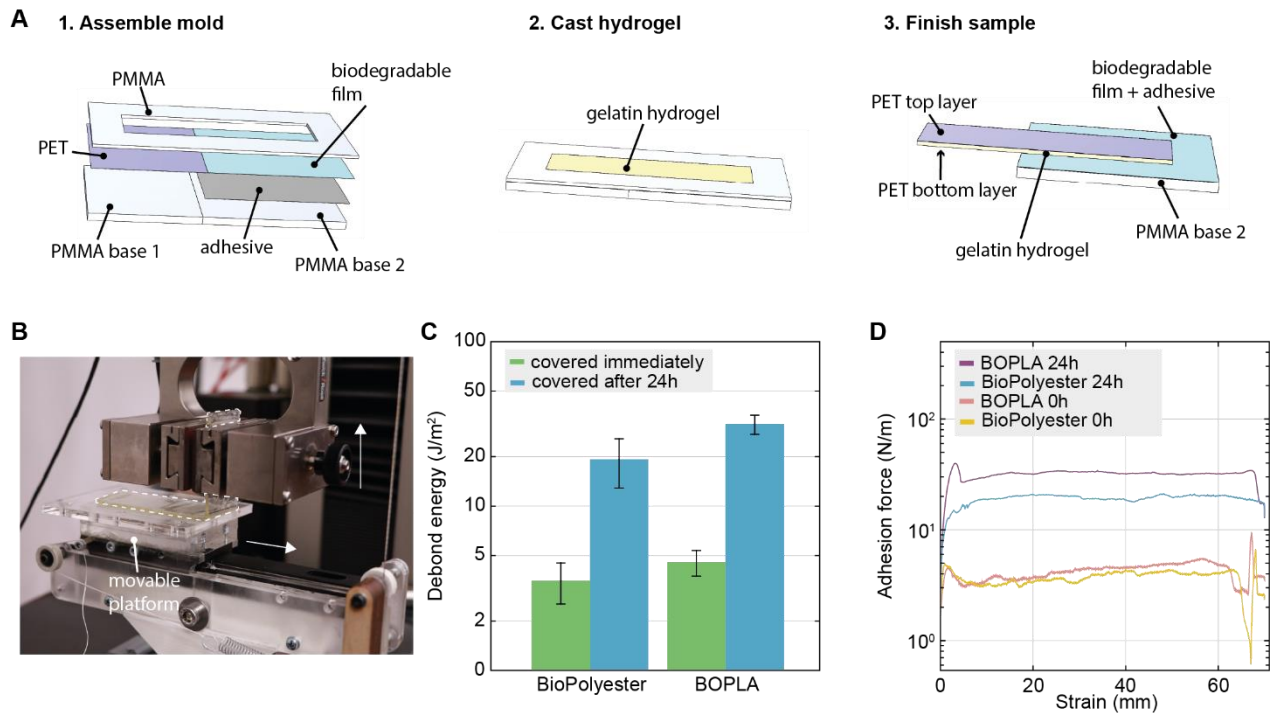 A
1. Assemble mold
2. Cast hydrogel
3. Finish sample
PMMA
biodegradable
film
PET
PMMA base 1
adhesive
PMMA base 2
gelatin hydrogel
biodegradable
film + adhesive
PET top layer
PET bottom layer
gelatin hydrogel
PMMA base 2
B
movable
platform
C
Debond energy (J/m²)
100
50
20
10
5
2
0
covered immediately
covered after 24h
BioPolyester
BOPLA
D
Adhesion force (N/m)
10²
10¹
10⁰
BOPLA 24h
BioPolyester 24h
BOPLA 0h
BioPolyester 0h
0
20
40
60
Strain (mm)